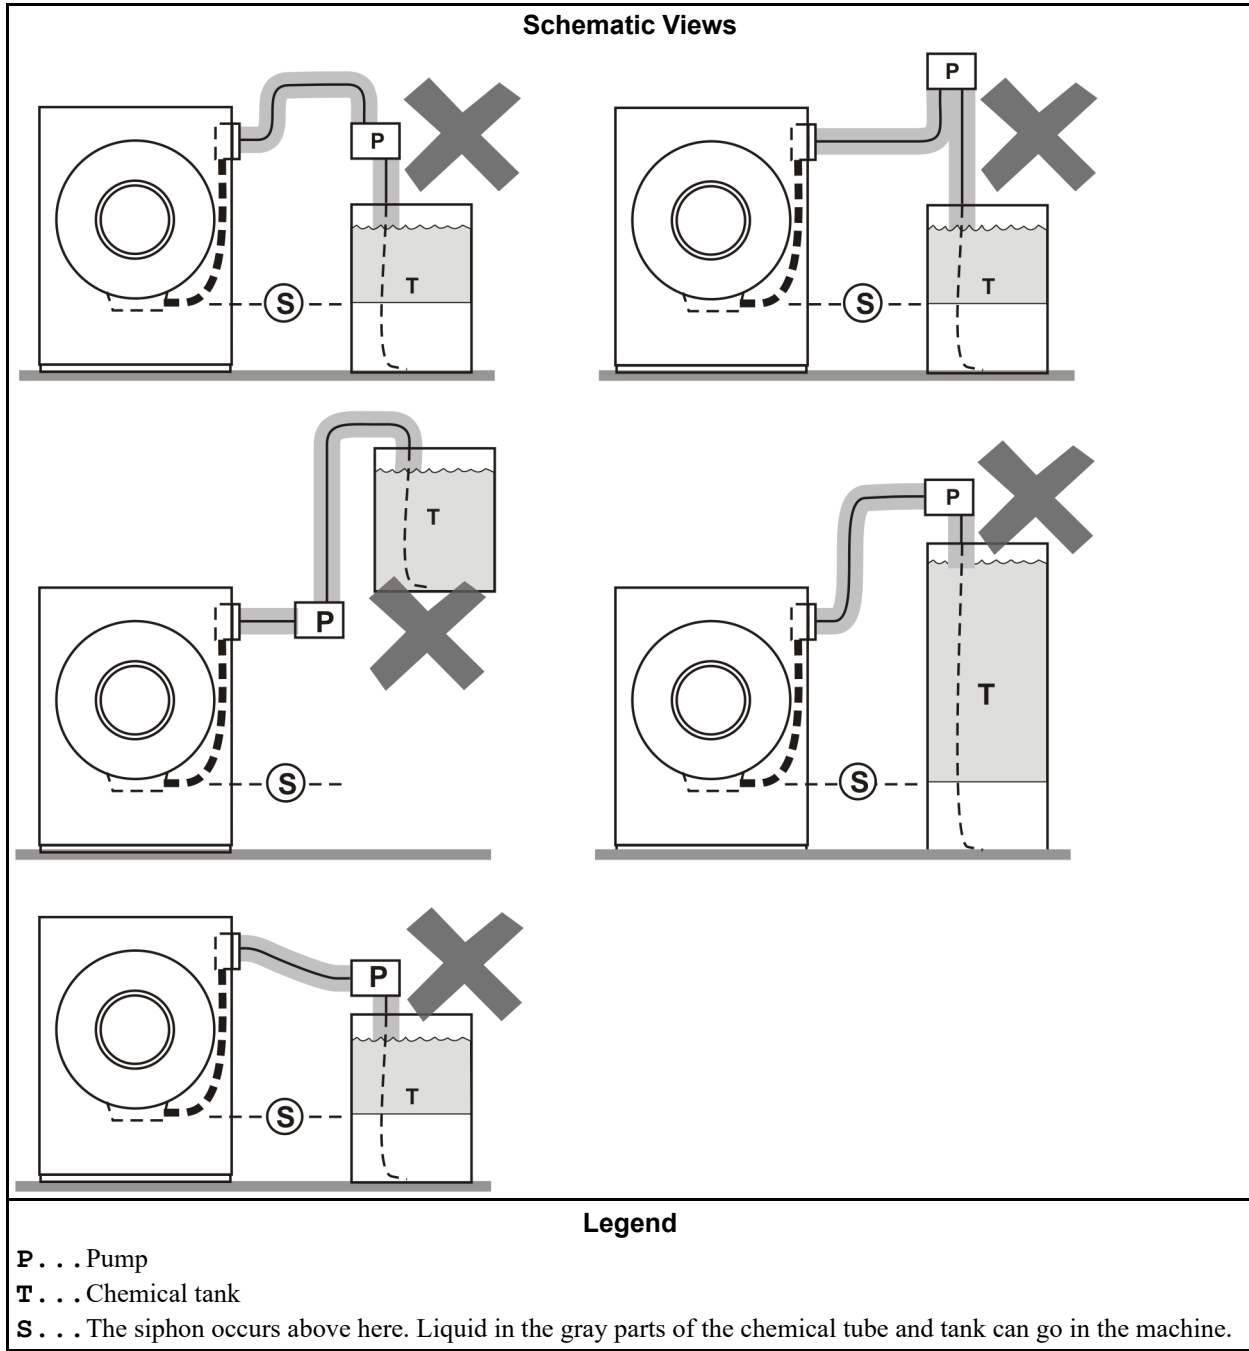 Schematic Views
P
T
S
P
T
S
T
P
S
P
T
S
P
T
S
Legend
P...Pump
T...Chemical tank
S...The siphon occurs above here. Liquid in the gray parts of the chemical tube and tank can go in the machine.